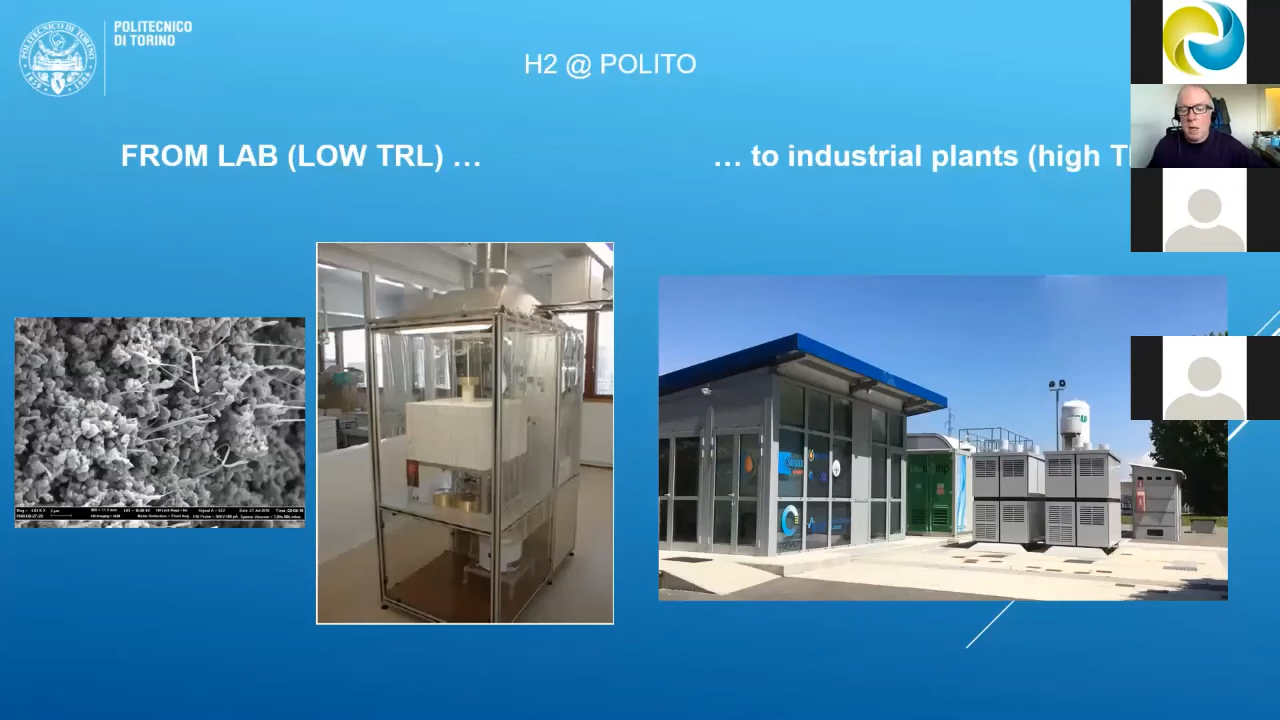 POLITECNICO
DI TORINO
H2 @ POLITO
FROM LAB (LOW TRL) …
… to industrial plants (high T